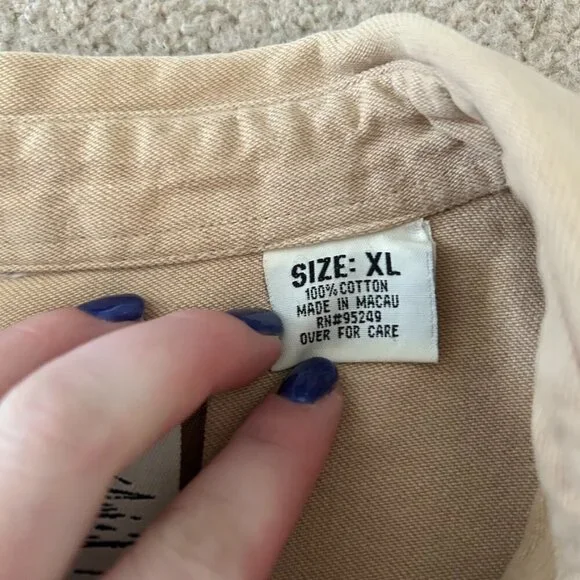 SIZE: XL
100% COTTON
MADE IN MACAU
RN#95249
OVER FOR CARE